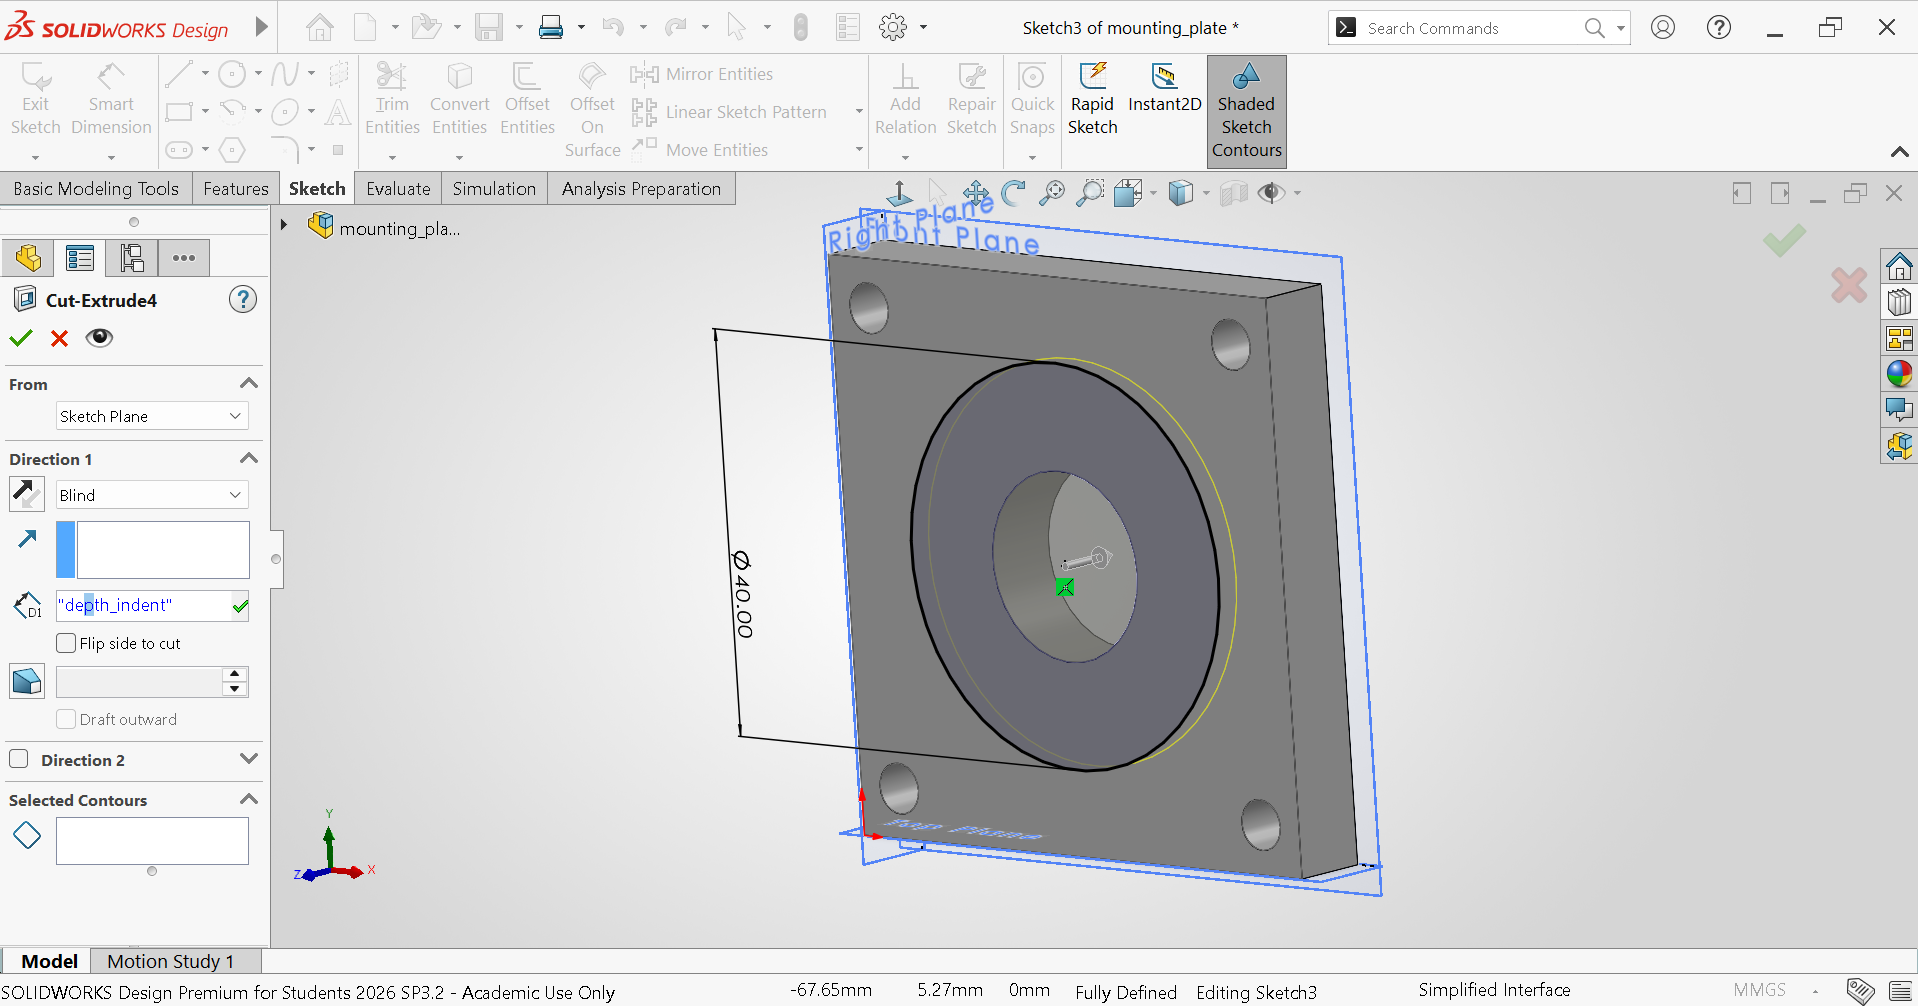 SOLIDWORKS Design
Sketch3 of mounting_plate *
Search Commands
Exit Sketch
Smart Dimension
Trim Entities
Convert Entities
Offset Entities
Offset On Surface
Mirror Entities
Linear Sketch Pattern
Move Entities
Add Relation
Repair Sketch
Quick Snaps
Rapid Sketch
Instant2D
Shaded Sketch Contours
Basic Modeling Tools
Features
Sketch
Evaluate
Simulation
Analysis Preparation
mounting_pla...
Cut-Extrude4
From
Sketch Plane
Direction 1
Blind
D1
"depth_indent"
Flip side to cut
Draft outward
Direction 2
Selected Contours
Plane
Plane
Ø40.00
Top Plane
Y
Z
X
Model
Motion Study 1
SOLIDWORKS Design Premium for Students 2026 SP3.2 - Academic Use Only
-67.65mm
5.27mm
0mm
Fully Defined
Editing Sketch3
Simplified Interface
MMGS